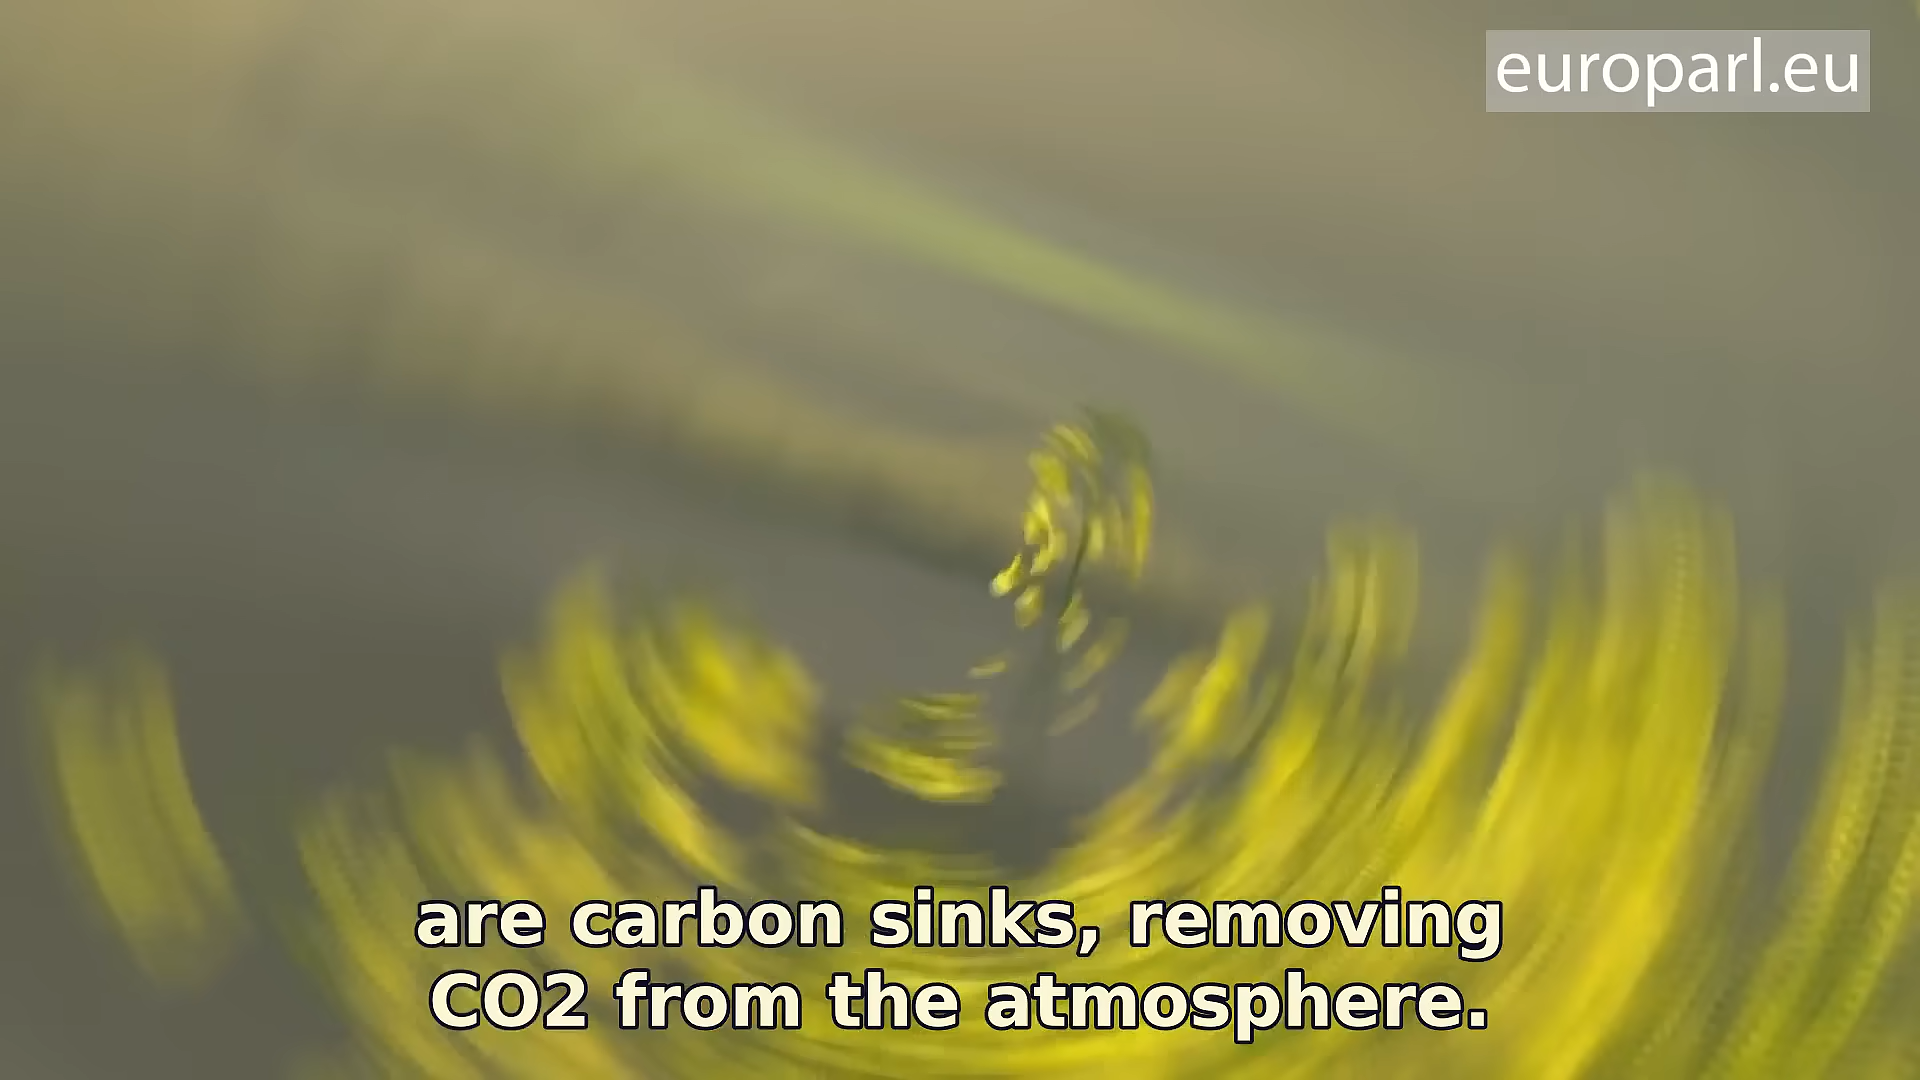 europarl.eu
are carbon sinks, removing
CO2 from the atmosphere.